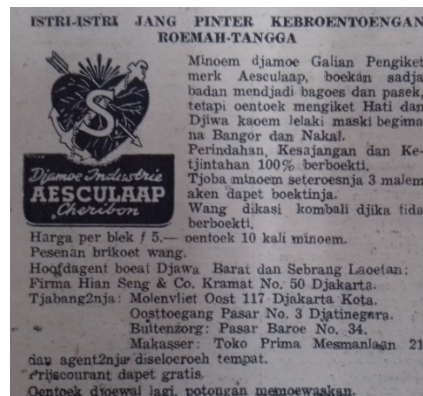 ISTRI-ISTRI JANG PINTER KEBROENTOENGAN
ROEMAH-TANGGA
S
Djamoe Industrie
AESCULAAP
Cheribon
Minoem djamoe Galian Pengiket
merk Aesculaap, boekan sadja
badan mendjadi bagoes dan pasek,
tetapi oentoek mengiket Hati dan
Djiwa kaoem lelaki maski begima
na Bangor dan Nakal.
Perindahan, Kesajangan dan Ke-
tjintahan 100% berboekti.
Tjoba minoem seteroesnja 3 malem
aken dapet boektinja.
Wang dikasi kombali djika tida
berboekti.
Harga per blek f 5.— oentoek 10 kali minoem.
Pesenan brikoet wang.
Hoofdagent boeat Djawa Barat dan Sebrang Laoetan:
Firma Hian Seng & Co. Kramat No. 50 Djakarta.
Tjabang2nja: Molenvliet Oost 117 Djakarta Kota.
Oosttoegang Pasar No. 3 Djatinegara.
Buitenzorg: Pasar Baroe No. 34.
Makasser: Toko Prima Mesmanlaan 21
dan agent2nja diseloeroeh tempat.
Prijscourant dapet gratis.
Oentoek djoewal lagi, potongan memoewaskan.